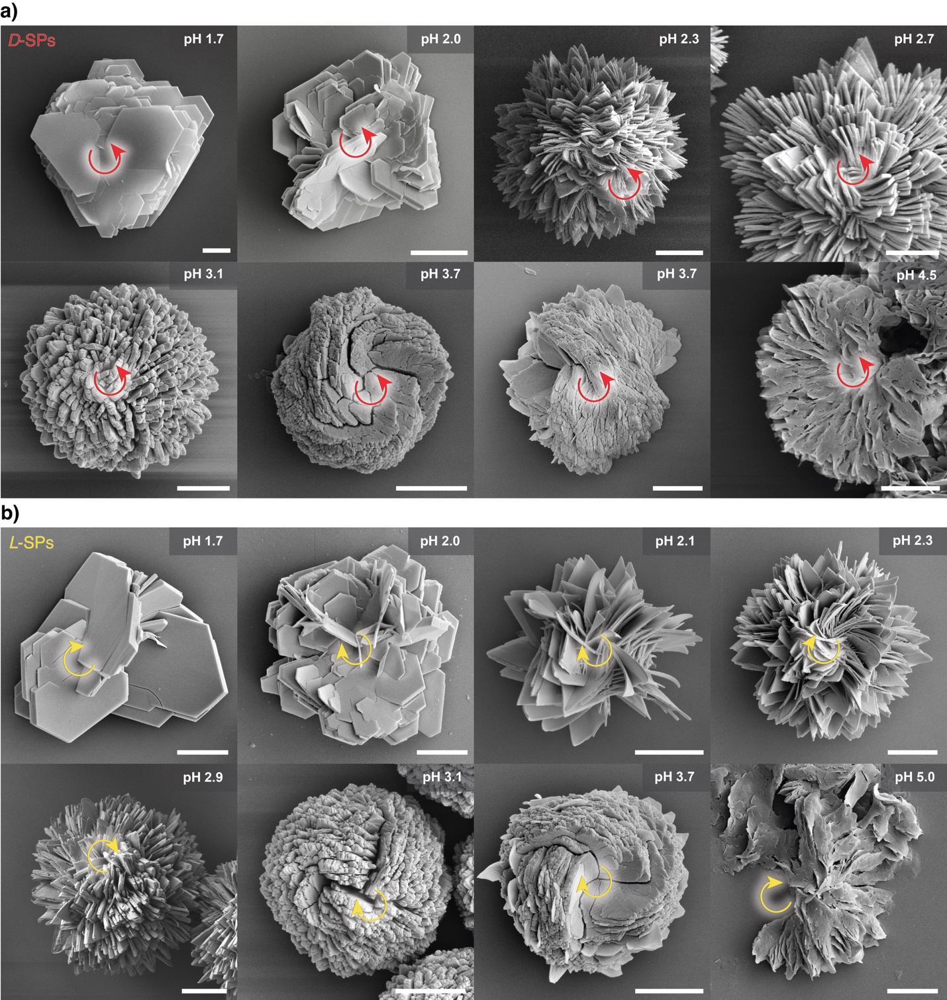 a)
D-SPs
pH 1.7
pH 2.0
pH 2.3
pH 2.7
pH 3.1
pH 3.7
pH 3.7
pH 4.5
b)
L-SPs
pH 1.7
pH 2.0
pH 2.1
pH 2.3
pH 2.9
pH 3.1
pH 3.7
pH 5.0